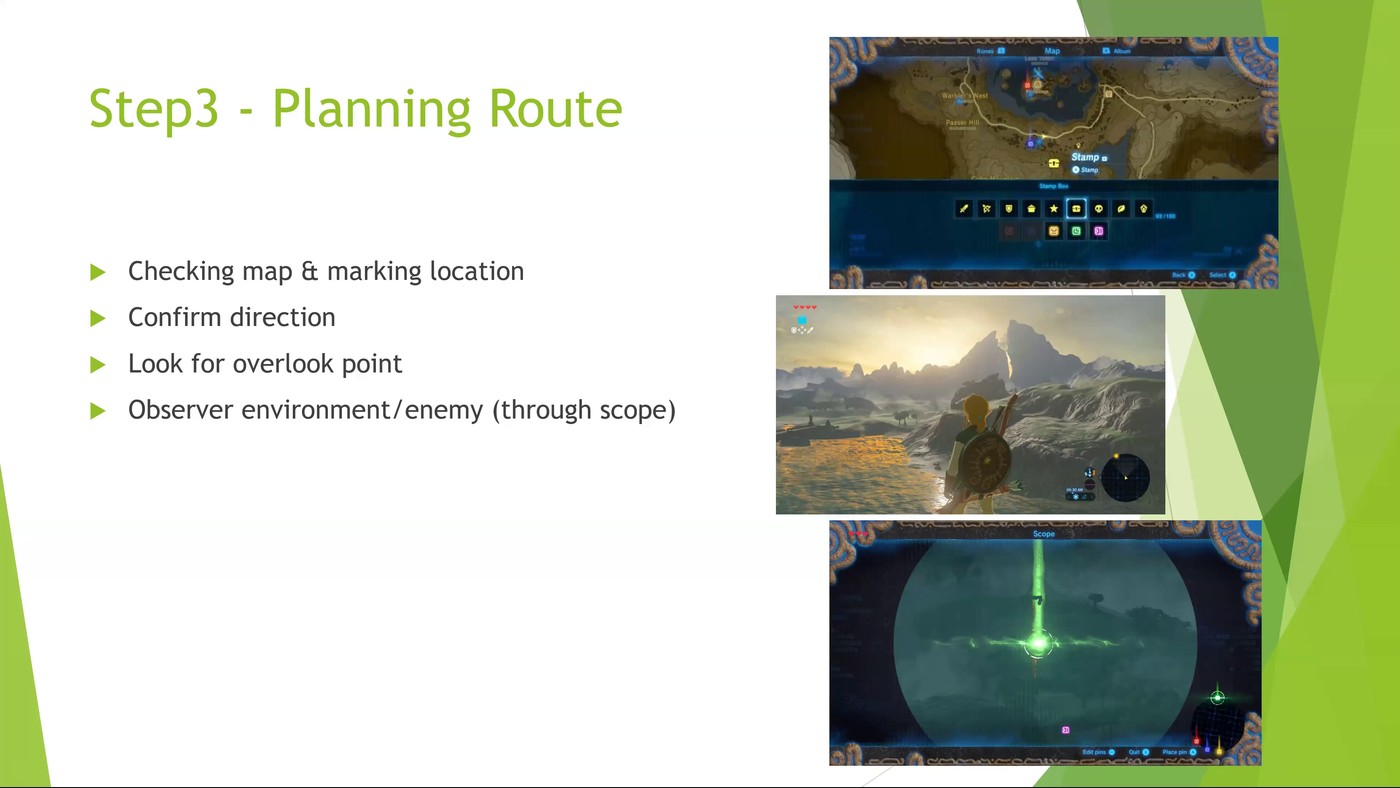 Step3 - Planning Route
Checking map & marking location
Confirm direction
Look for overlook point
Observer environment/enemy (through scope)
Runes Map Album
Warbler's Nest
Passer Hill
Stamp
Stamp
Stamp Box
Back Select
Scope
Edit pins Quit Place pin